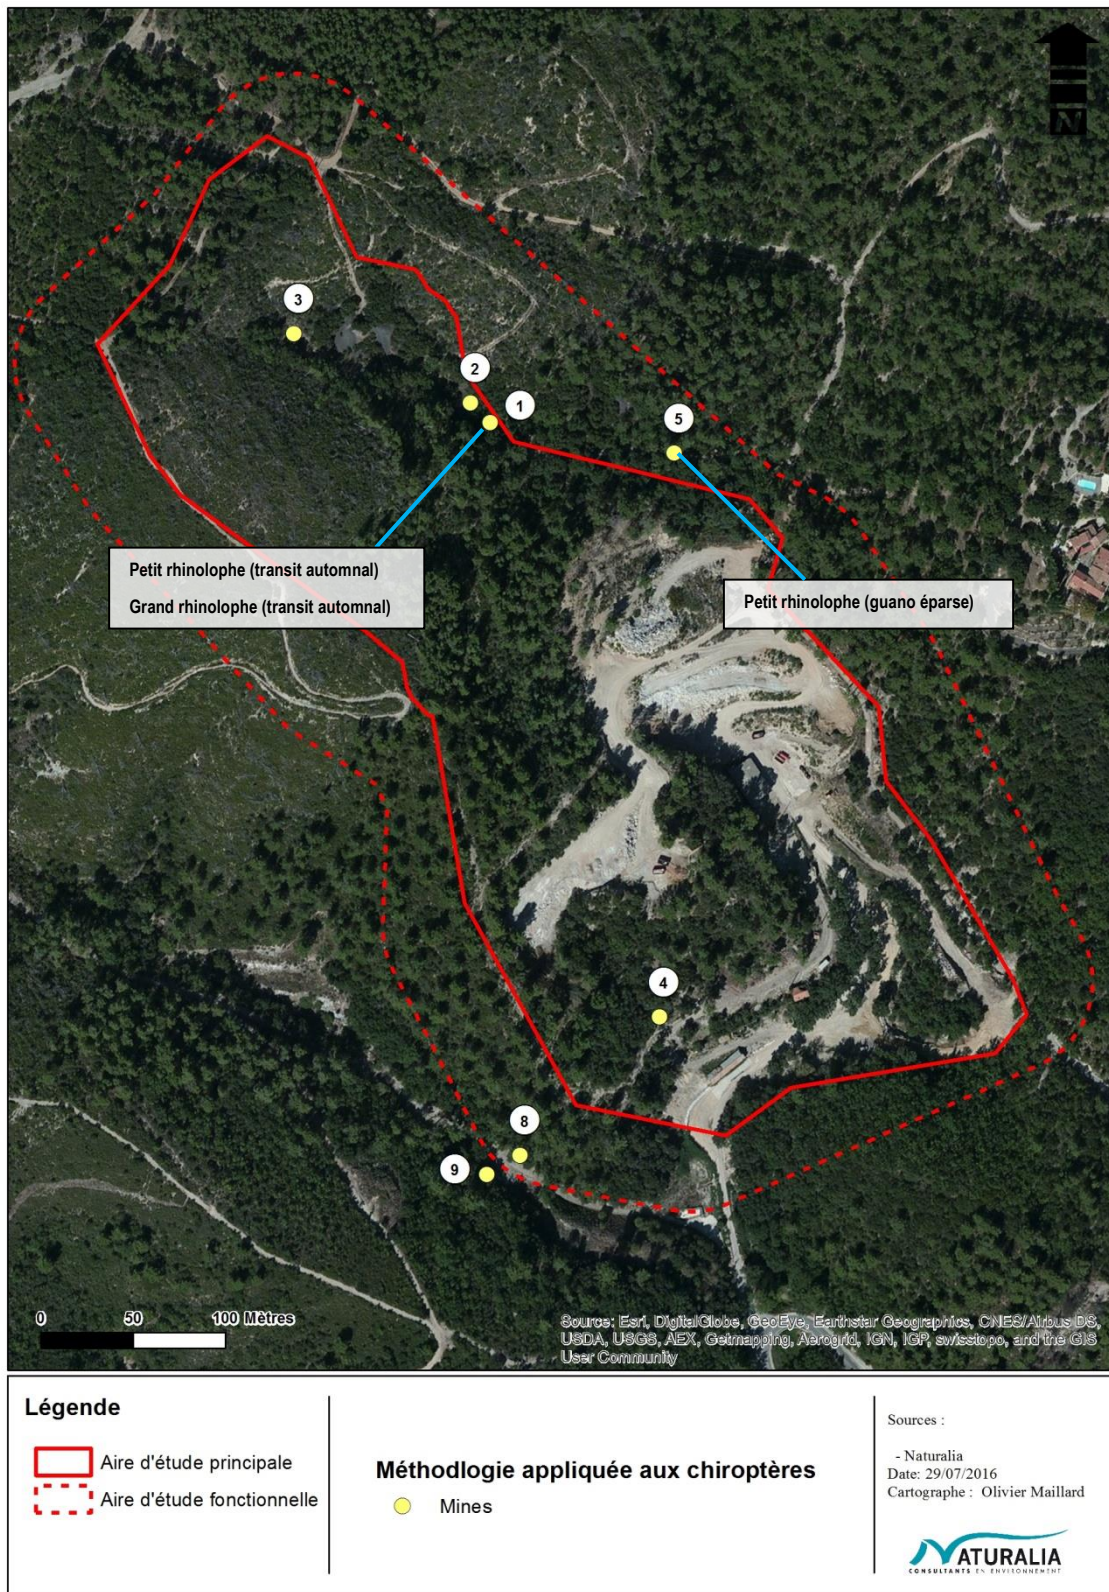 N
3
2
1
5
Petit rhinolophe (transit automnal)
Grand rhinolophe (transit automnal)
Petit rhinolophe (guano éparse)
4
8
9
0 50 100 Mètres
Source: Esri, DigitalGlobe, GeoEye, Earthstar Geographics, CNES/Airbus DS,
USDA, USGS, AEX, Getmapping, Aerogrid, IGN, IGP, swisstopo, and the GIS
User Community
Légende
Aire d'étude principale
Aire d'étude fonctionnelle
Méthodlogie appliquée aux chiroptères
Mines
Sources :
- Naturalia
Date: 29/07/2016
Cartographe : Olivier Maillard
NATURALIA
CONSULTANTS EN ENVIRONNEMENT